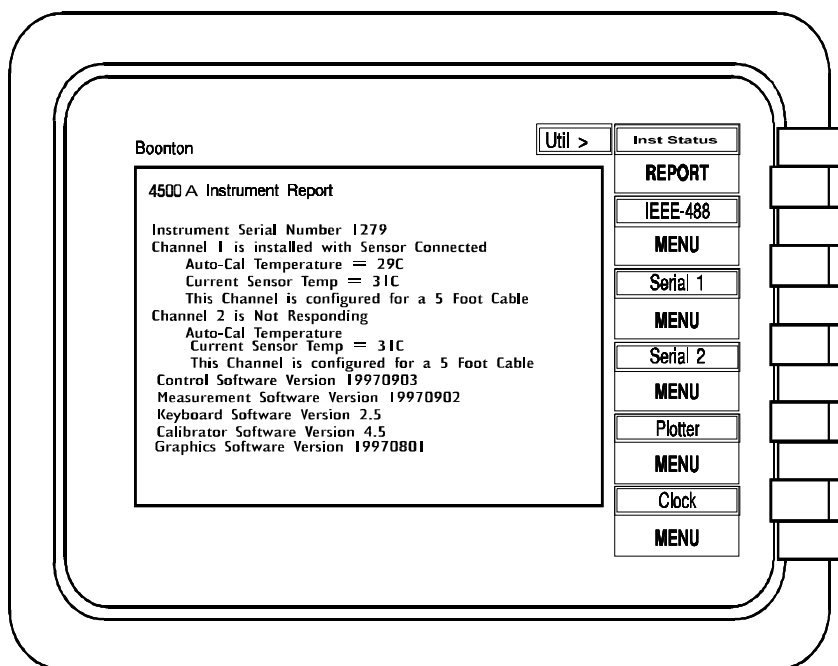 Boonton
Util >
4500 A Instrument Report
Instrument Serial Number 1279
Channel 1 is installed with Sensor Connected
Auto-Cal Temperature = 29C
Current Sensor Temp = 31C
This Channel is configured for a 5 Foot Cable
Channel 2 is Not Responding
Auto-Cal Temperature
Current Sensor Temp = 31C
This Channel is configured for a 5 Foot Cable
Control Software Version 19970903
Measurement Software Version 19970902
Keyboard Software Version 2.5
Calibrator Software Version 4.5
Graphics Software Version 19970801
Inst Status
REPORT
IEEE-488
MENU
Serial 1
MENU
Serial 2
MENU
Plotter
MENU
Clock
MENU